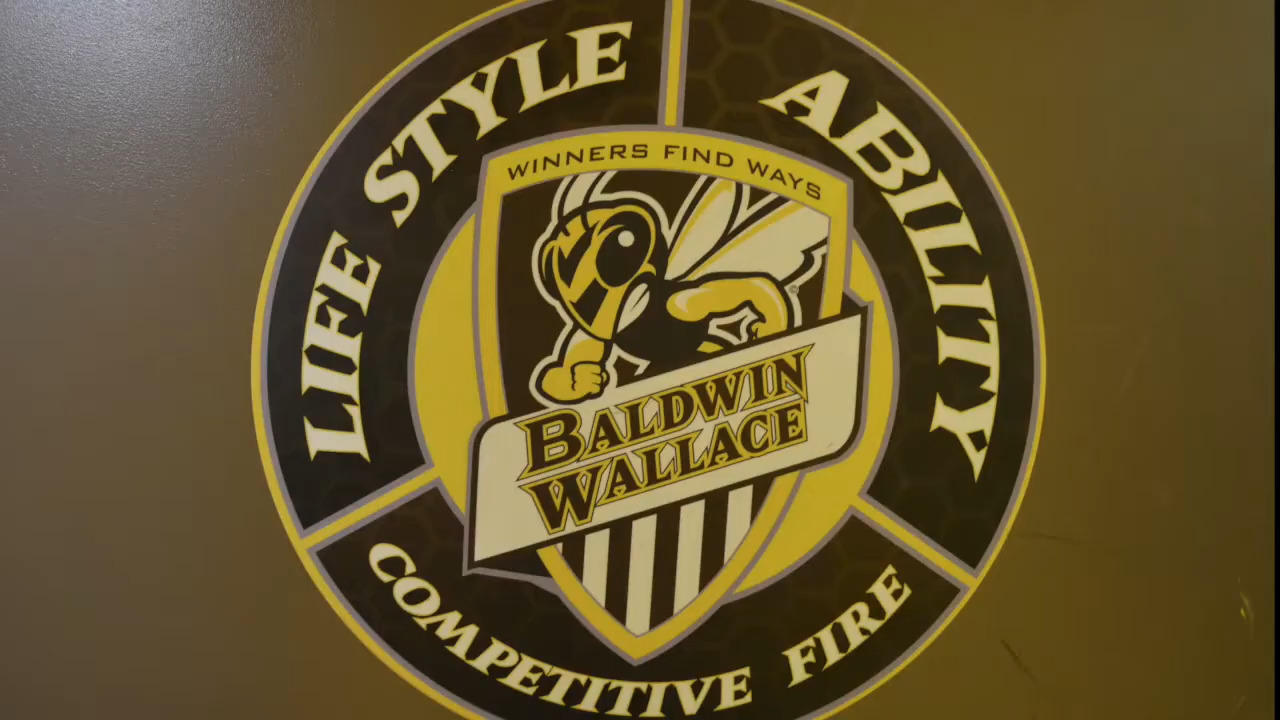 LIFE STYLE
ABILITY
WINNERS FIND WAYS
BALDWIN
WALLACE
COMPETITIVE FIRE